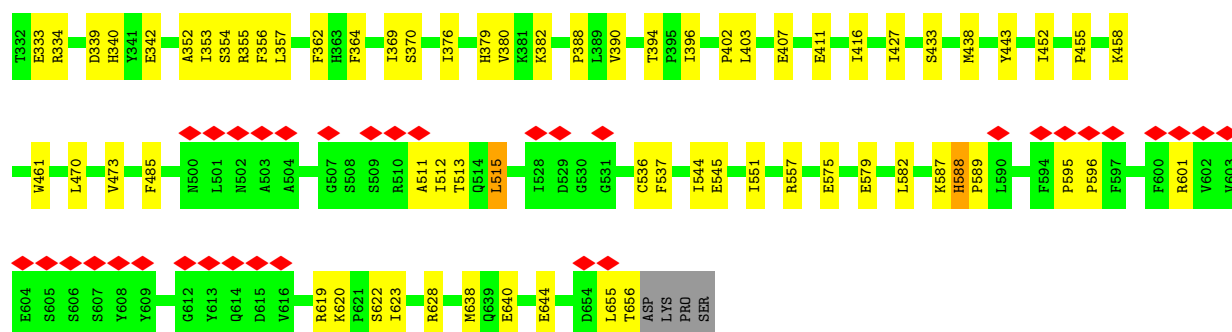 T332 E333 R334 D339 H340 Y341 E342 A352 I353 S354 R355 F356 L357 F362 H363 F364 I369 S370 I376 H379 V380 K381 K382 P388 L389 V390 T394 P395 I396 P402 L403 E407 E411 I416 I427 S433 M438 Y443 I452 P455 K458
W461 L470 V473 F485 N500 L501 N502 A503 A504 G507 S508 S509 R510 A511 I512 T513 Q514 L515 I528 D529 G530 G531 C536 F537 I544 E545 I551 R557 E575 E579 L582 K587 H588 P589 L590 F594 P595 P596 F597 F600 R601 V602 V603
E604 S605 S606 S607 Y608 Y609 G612 Y613 Q614 D615 V616 R619 K620 P621 S622 I623 R628 M638 Q639 E640 E644 D654 L655 T656 ASP LYS PRO SER